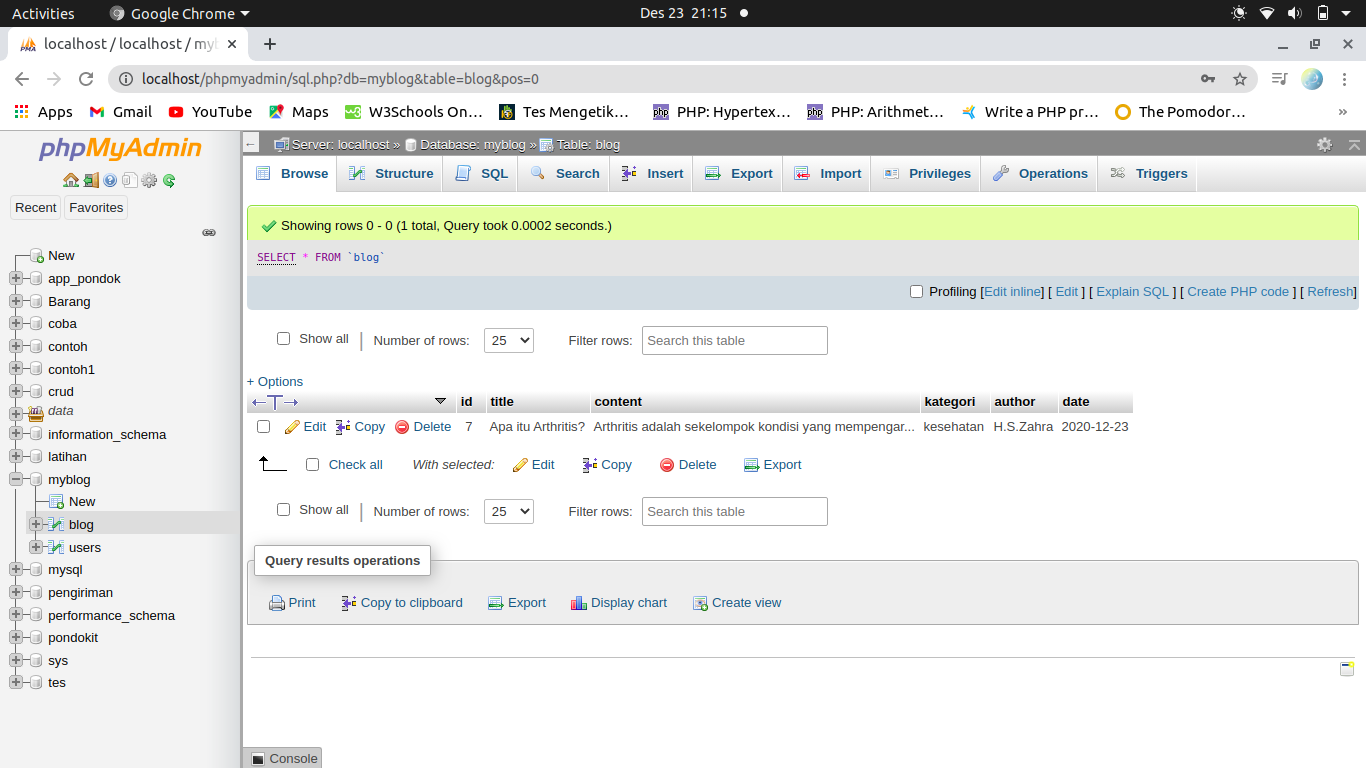 Activities Google Chrome Des 23 21:15
localhost / localhost / myb
localhost/phpmyadmin/sql.php?db=myblog&table=blog&pos=0
Apps Gmail YouTube Maps W3Schools On... Tes Mengetik... PHP: Hypertex... PHP: Arithmet... Write a PHP pr... The Pomodor... »
phpMyAdmin
Recent Favorites
New
app_pondok
Barang
coba
contoh
contoh1
crud
data
information_schema
latihan
myblog
New
blog
users
mysql
pengiriman
performance_schema
pondokit
sys
tes
Server: localhost » Database: myblog » Table: blog
Browse Structure SQL Search Insert Export Import Privileges Operations Triggers
Showing rows 0 - 0 (1 total, Query took 0.0002 seconds.)
SELECT * FROM `blog`
Profiling [Edit inline] [ Edit ] [ Explain SQL ] [ Create PHP code ] [ Refresh]
Show all | Number of rows: 25 Filter rows: Search this table
+ Options
id title content kategori author date
Edit Copy Delete 7 Apa itu Arthritis? Arthritis adalah sekelompok kondisi yang mempengar... kesehatan H.S.Zahra 2020-12-23
Check all With selected: Edit Copy Delete Export
Show all | Number of rows: 25 Filter rows: Search this table
Query results operations
Print Copy to clipboard Export Display chart Create view
Console